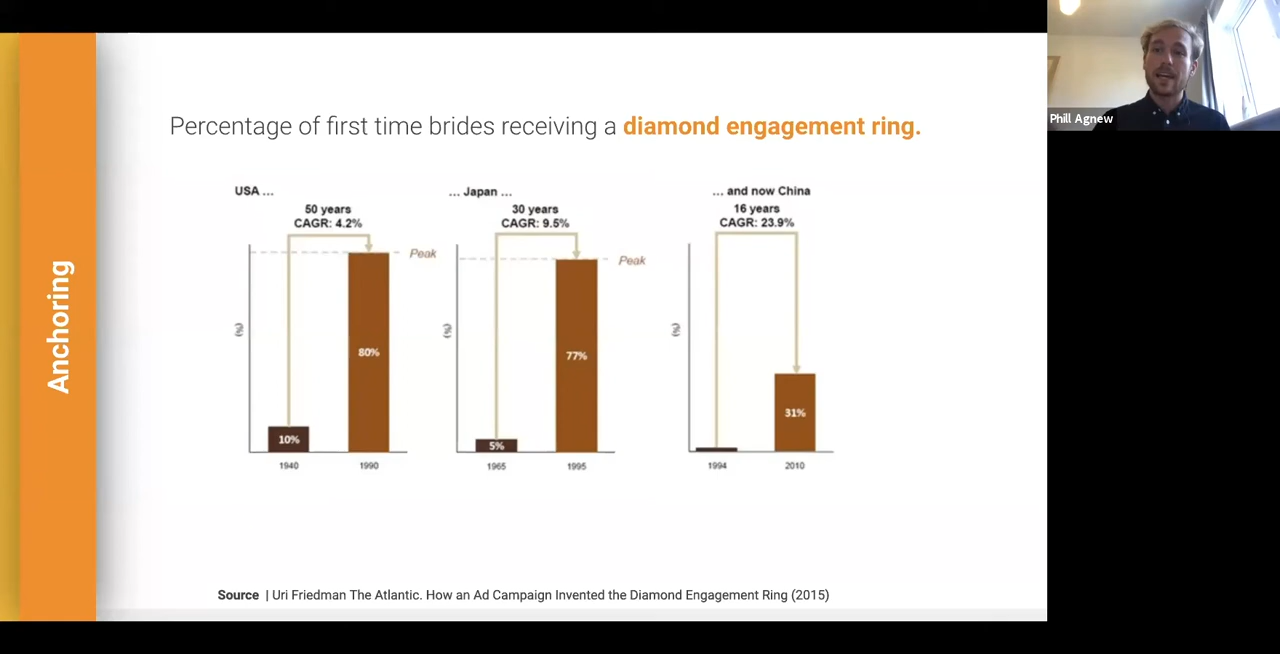 Anchoring
Percentage of first time brides receiving a diamond engagement ring.
USA ...
50 years
CAGR: 4.2%
Peak
(%)
80%
10%
1940
1990
... Japan ...
30 years
CAGR: 9.5%
Peak
(%)
77%
5%
1965
1995
... and now China
16 years
CAGR: 23.9%
(%)
31%
1994
2010
Source | Uri Friedman The Atlantic. How an Ad Campaign Invented the Diamond Engagement Ring (2015)
Phill Agnew